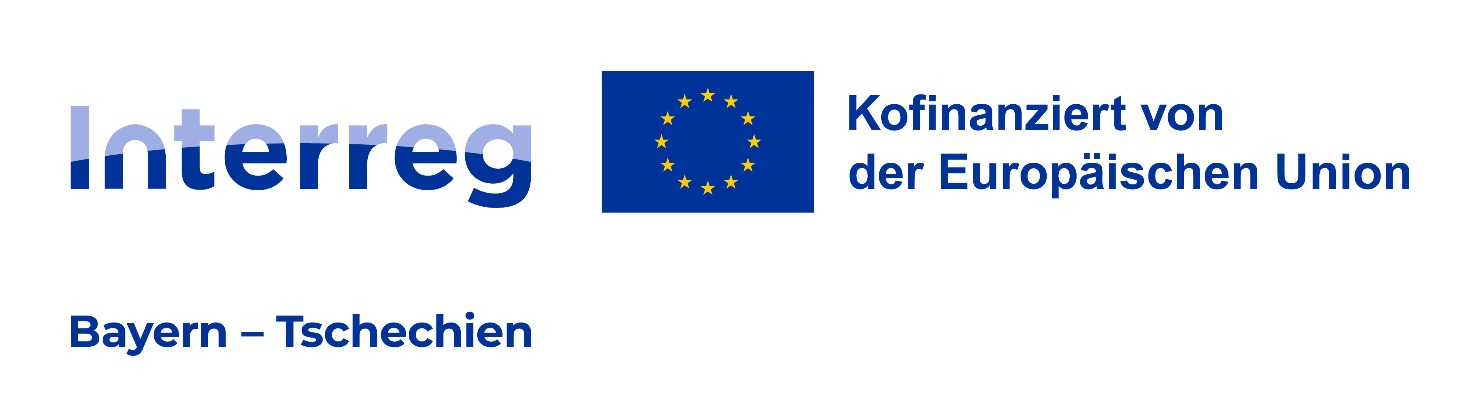 Interreg
Kofinanziert von
der Europäischen Union
Bayern – Tschechien